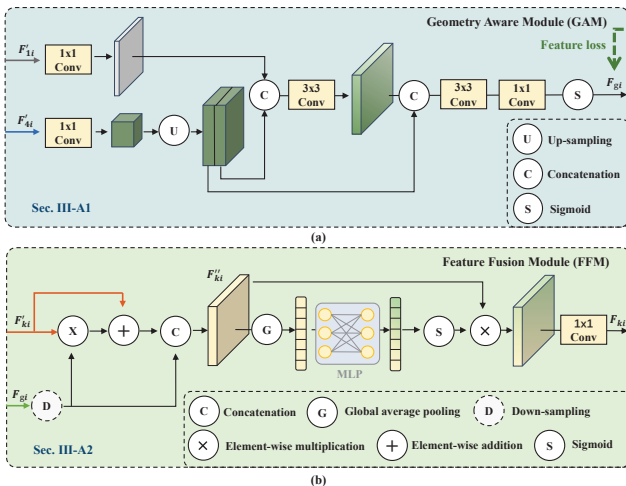 Geometry Aware Module (GAM)
Feature loss
F'1i
1x1
Conv
C
3x3
Conv
C
3x3
Conv
1x1
Conv
S
Fgi
F'4i
1x1
Conv
U
U Up-sampling
C Concatenation
S Sigmoid
Sec. III-A1
(a)
Feature Fusion Module (FFM)
F''ki
F'ki
X
+
C
G
MLP
S
×
1x1
Conv
Fki
Fgi
D
C Concatenation G Global average pooling D Down-sampling
× Element-wise multiplication + Element-wise addition S Sigmoid
Sec. III-A2
(b)